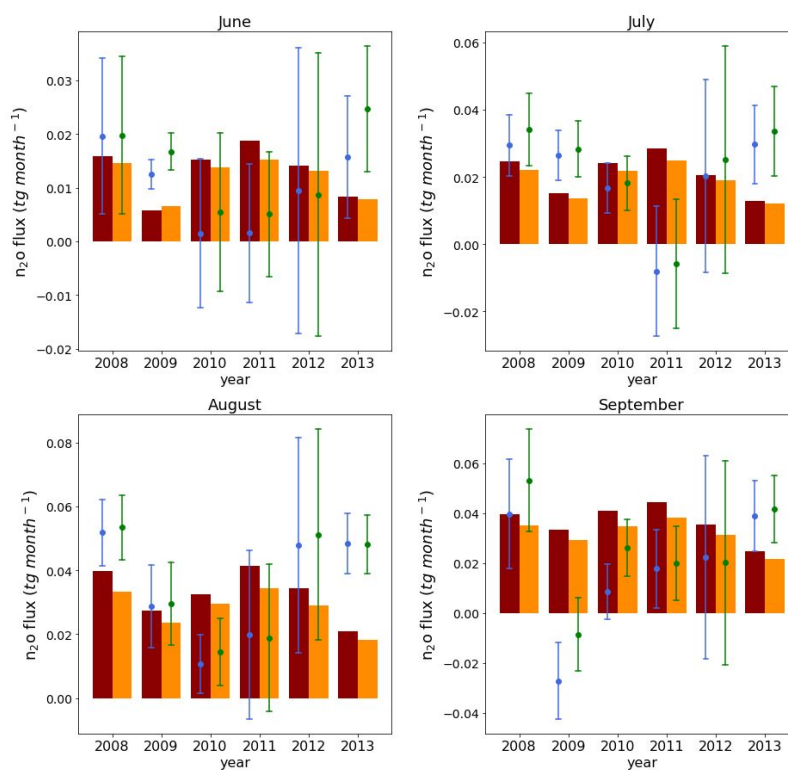 June
n₂o flux (tg month⁻¹)
0.03
0.02
0.01
0.00
−0.01
−0.02
2008 2009 2010 2011 2012 2013
year
July
n₂o flux (tg month⁻¹)
0.06
0.04
0.02
0.00
−0.02
2008 2009 2010 2011 2012 2013
year
August
n₂o flux (tg month⁻¹)
0.08
0.06
0.04
0.02
0.00
2008 2009 2010 2011 2012 2013
year
September
n₂o flux (tg month⁻¹)
0.06
0.04
0.02
0.00
−0.02
−0.04
2008 2009 2010 2011 2012 2013
year